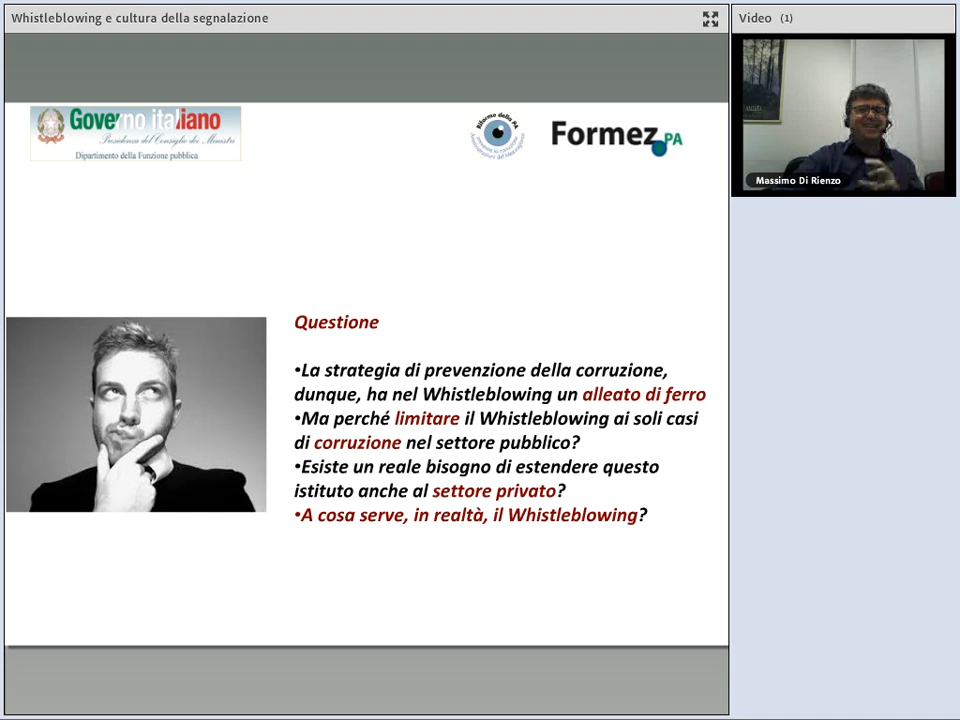 Whistleblowing e cultura della segnalazione
Video (1)
Governo italiano
Presidenza del Consiglio dei Ministri
Dipartimento della Funzione pubblica
Riforma della PA
Formez PA
Massimo Di Rienzo
Questione
•La strategia di prevenzione della corruzione,
dunque, ha nel Whistleblowing un alleato di ferro
•Ma perché limitare il Whistleblowing ai soli casi
di corruzione nel settore pubblico?
•Esiste un reale bisogno di estendere questo
istituto anche al settore privato?
•A cosa serve, in realtà, il Whistleblowing?